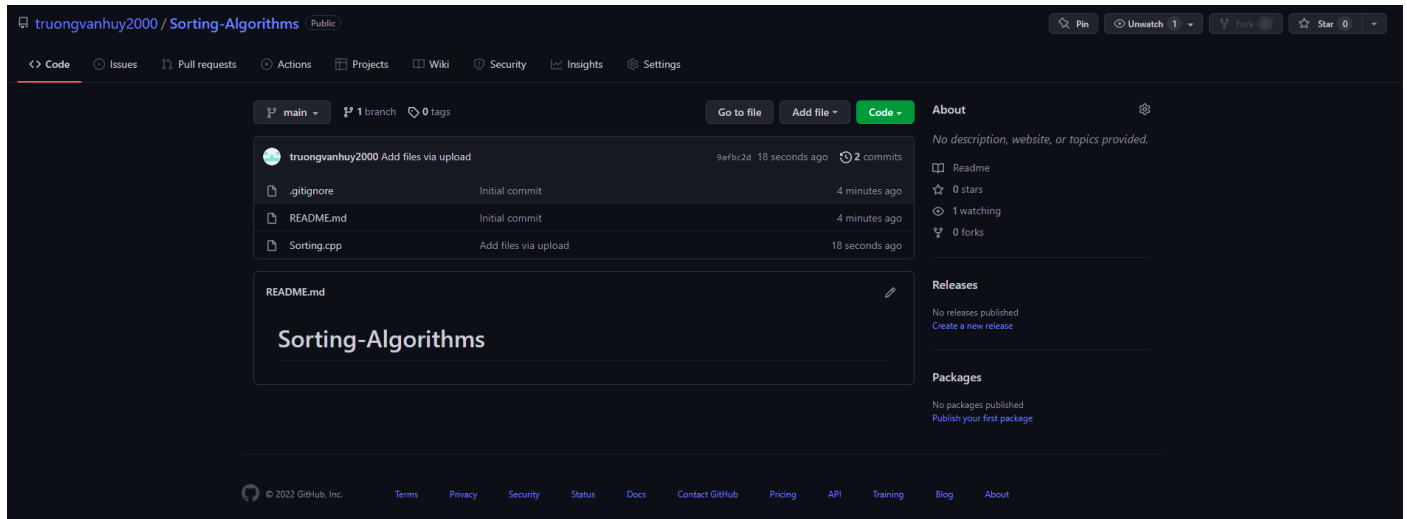 truongvanhuy2000 / Sorting-Algorithms Public
Pin Unwatch 1 Fork 0 Star 0
<> Code Issues Pull requests Actions Projects Wiki Security Insights Settings
main 1 branch 0 tags Go to file Add file Code
truongvanhuy2000 Add files via upload 9afbc2d 18 seconds ago 2 commits
.gitignore Initial commit 4 minutes ago
README.md Initial commit 4 minutes ago
Sorting.cpp Add files via upload 18 seconds ago
README.md
Sorting-Algorithms
About
No description, website, or topics provided.
Readme
0 stars
1 watching
0 forks
Releases
No releases published
Create a new release
Packages
No packages published
Publish your first package
© 2022 GitHub, Inc. Terms Privacy Security Status Docs Contact GitHub Pricing API Training Blog About